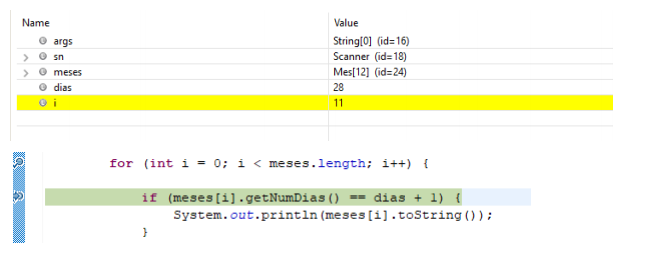 Name Value
args String[0] (id=16)
sn Scanner (id=18)
meses Mes[12] (id=24)
dias 28
i 11
for (int i = 0; i < meses.length; i++) {
if (meses[i].getNumDias() == dias + 1) {
System.out.println(meses[i].toString());
}